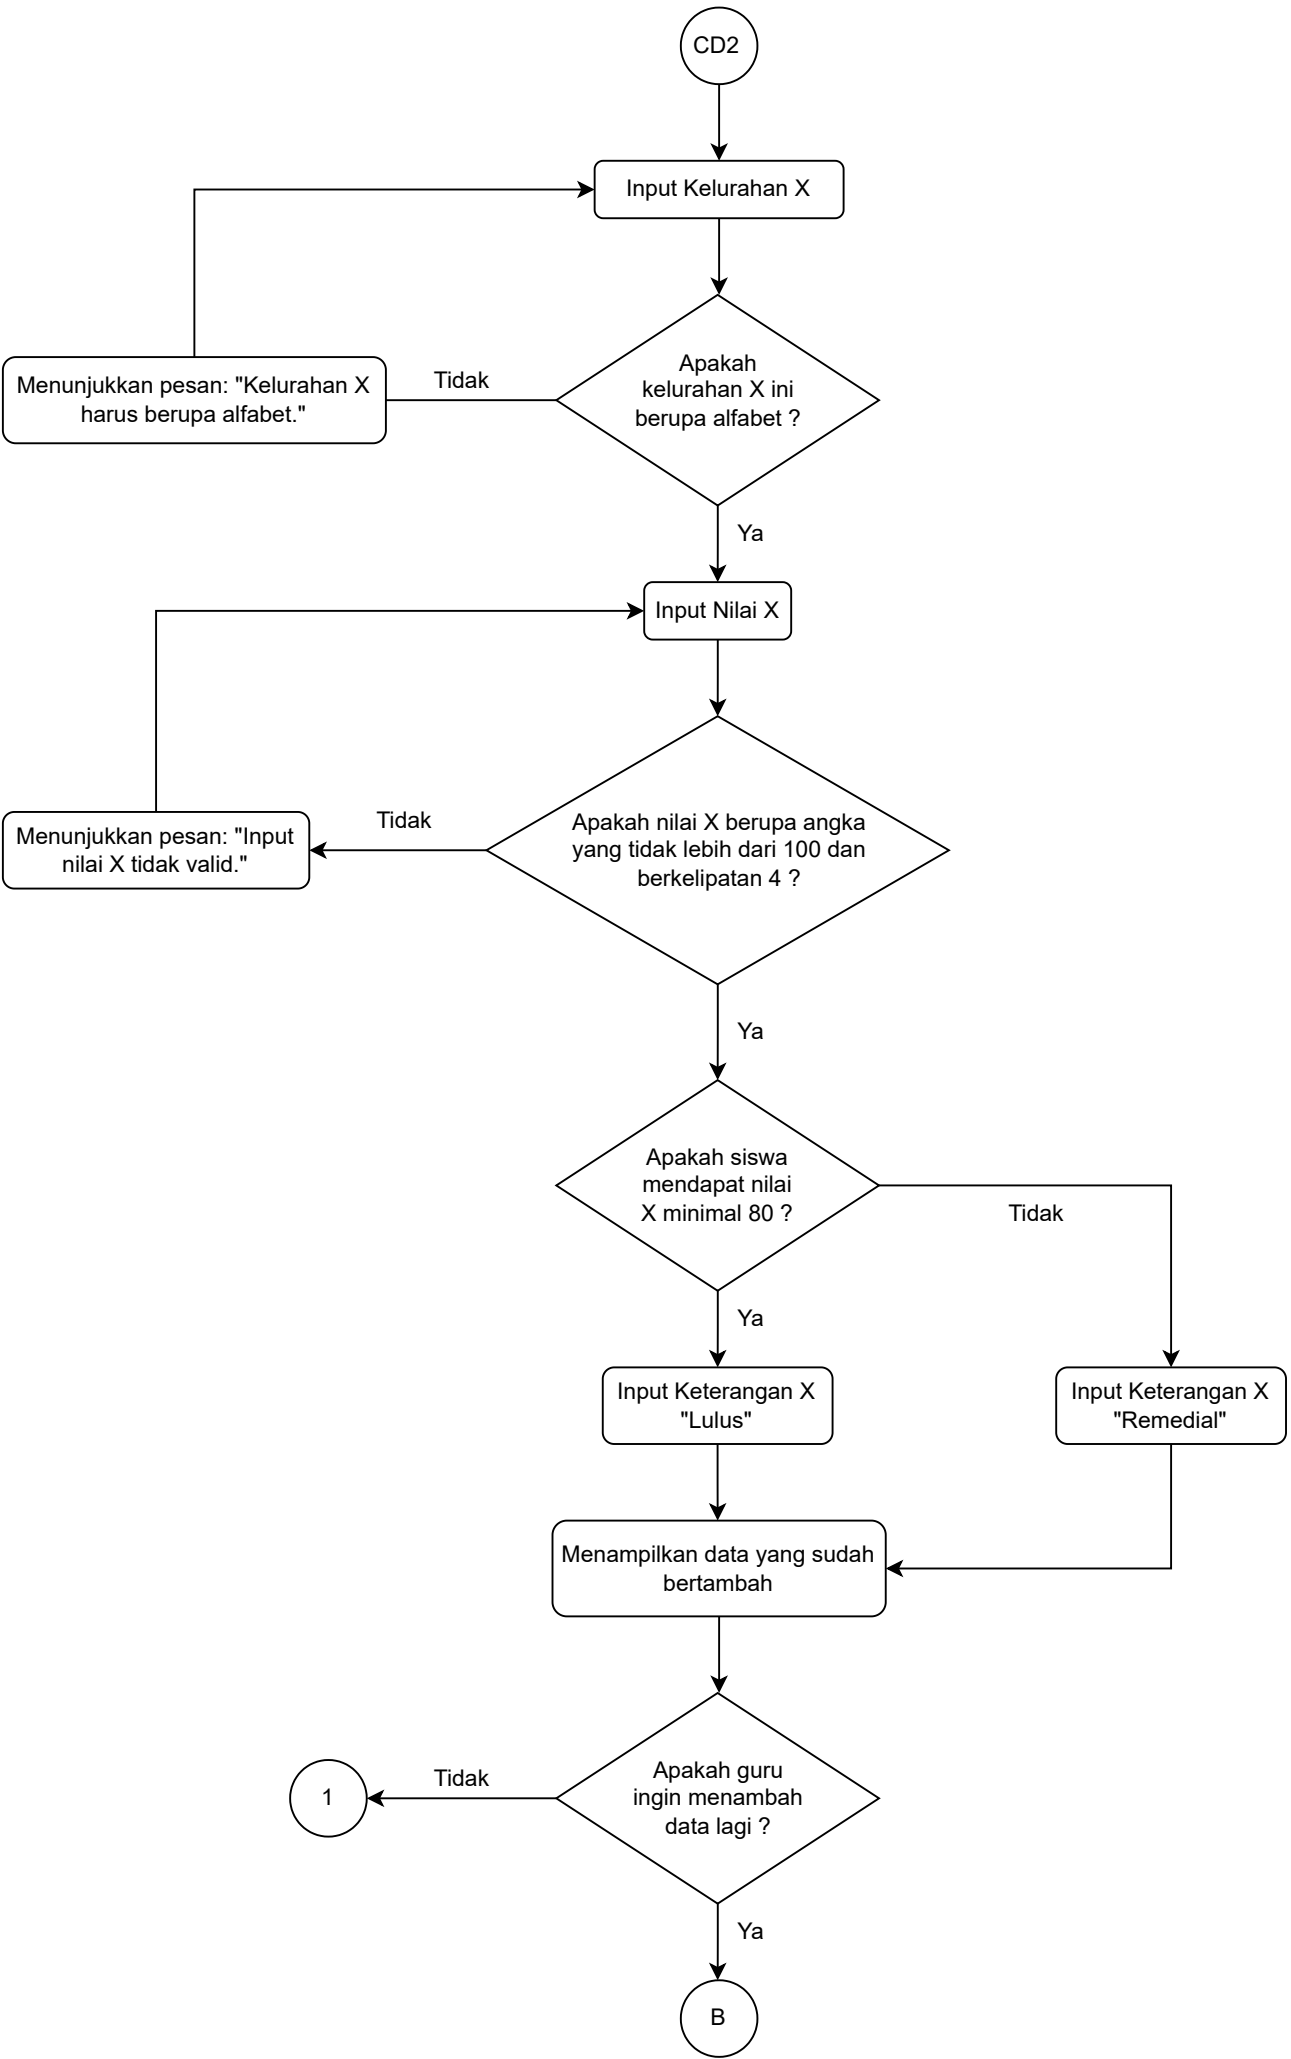 CD2
Input Kelurahan X
Apakah
kelurahan X ini
berupa alfabet ?
Tidak
Menunjukkan pesan: "Kelurahan X
harus berupa alfabet."
Ya
Input Nilai X
Apakah nilai X berupa angka
yang tidak lebih dari 100 dan
berkelipatan 4 ?
Tidak
Menunjukkan pesan: "Input
nilai X tidak valid."
Ya
Apakah siswa
mendapat nilai
X minimal 80 ?
Tidak
Ya
Input Keterangan X
"Lulus"
Input Keterangan X
"Remedial"
Menampilkan data yang sudah
bertambah
Apakah guru
ingin menambah
data lagi ?
Tidak
1
Ya
B